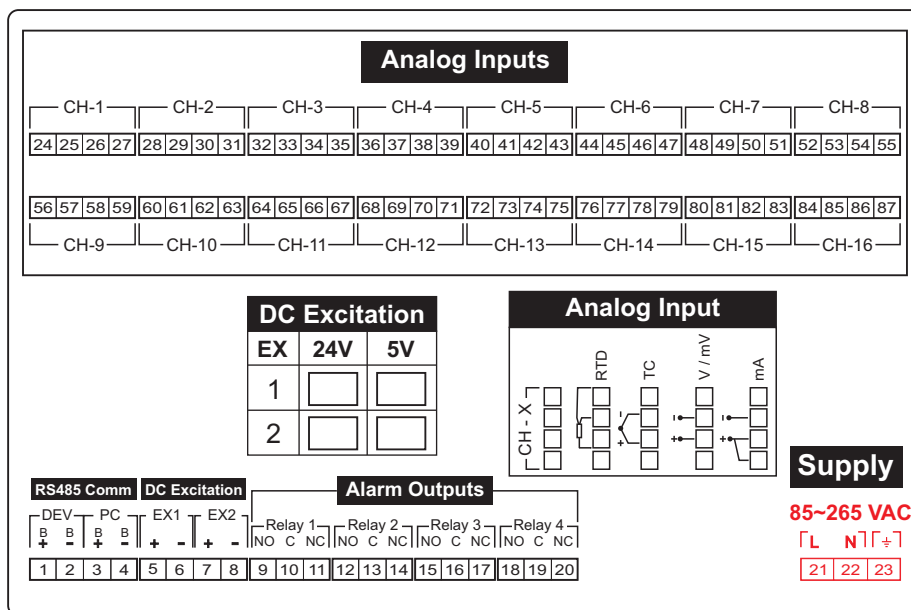 Analog Inputs
CH-1 CH-2 CH-3 CH-4 CH-5 CH-6 CH-7 CH-8
24 25 26 27 28 29 30 31 32 33 34 35 36 37 38 39 40 41 42 43 44 45 46 47 48 49 50 51 52 53 54 55
56 57 58 59 60 61 62 63 64 65 66 67 68 69 70 71 72 73 74 75 76 77 78 79 80 81 82 83 84 85 86 87
CH-9 CH-10 CH-11 CH-12 CH-13 CH-14 CH-15 CH-16
DC Excitation
EX 24V 5V
1
2
Analog Input
CH - X
RTD
- +
TC
V / mV
- +
mA
- +
Supply
85~265 VAC
L N ⏚
21 22 23
RS485 Comm DC Excitation Alarm Outputs
DEV PC EX1 EX2 Relay 1 Relay 2 Relay 3 Relay 4
B B B B
+ - + - + - + - NO C NC NO C NC NO C NC NO C NC
1 2 3 4 5 6 7 8 9 10 11 12 13 14 15 16 17 18 19 20